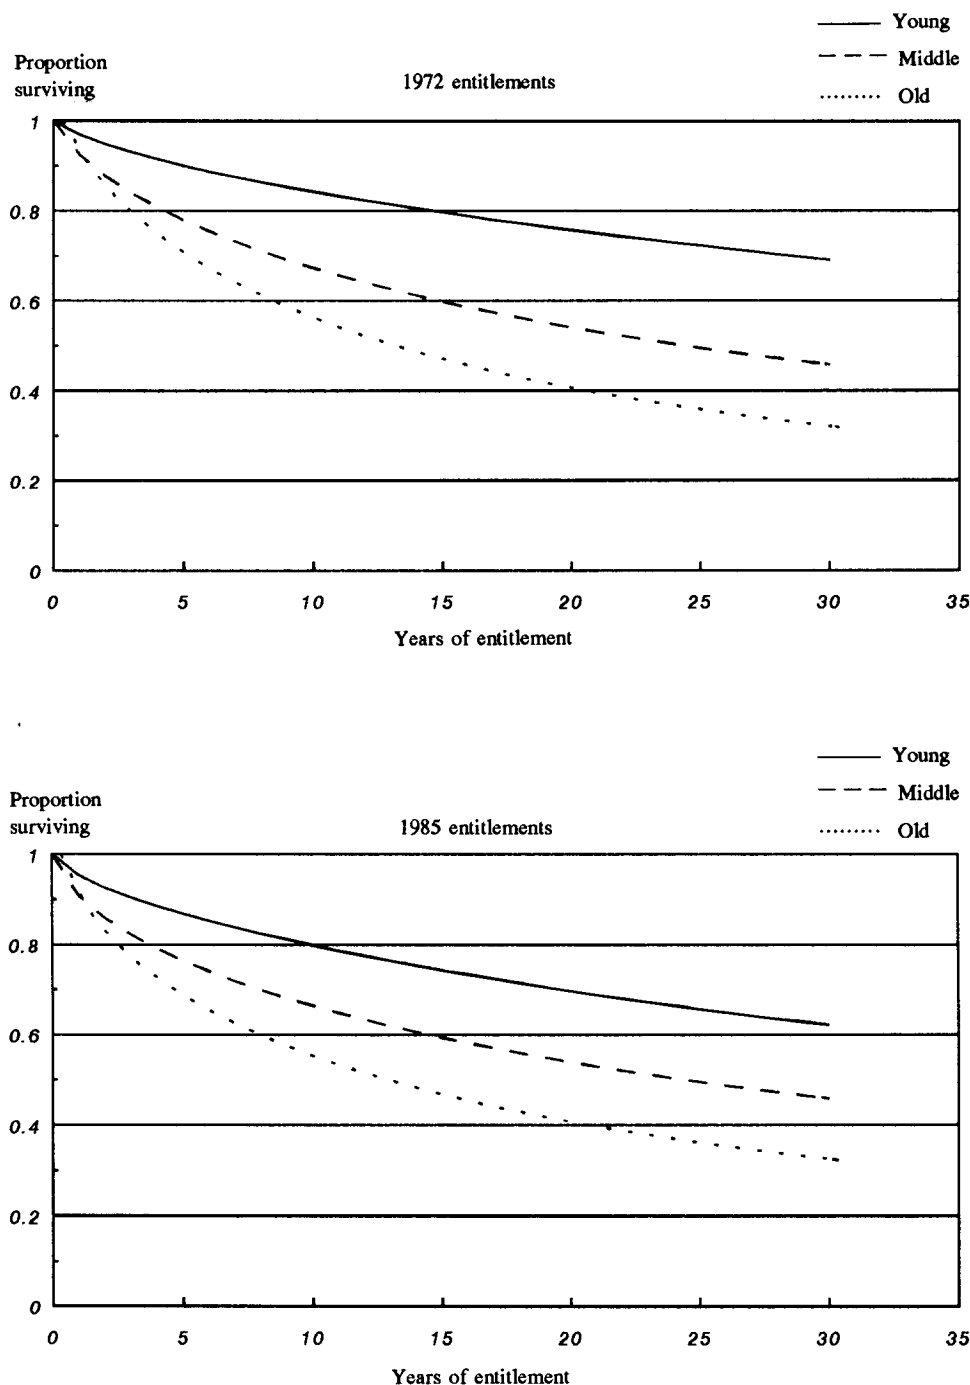 Young
Middle
Old
Proportion
surviving
1972 entitlements
1
0.8
0.6
0.4
0.2
0
0 5 10 15 20 25 30 35
Years of entitlement
Young
Middle
Old
Proportion
surviving
1985 entitlements
1
0.8
0.6
0.4
0.2
0
0 5 10 15 20 25 30 35
Years of entitlement